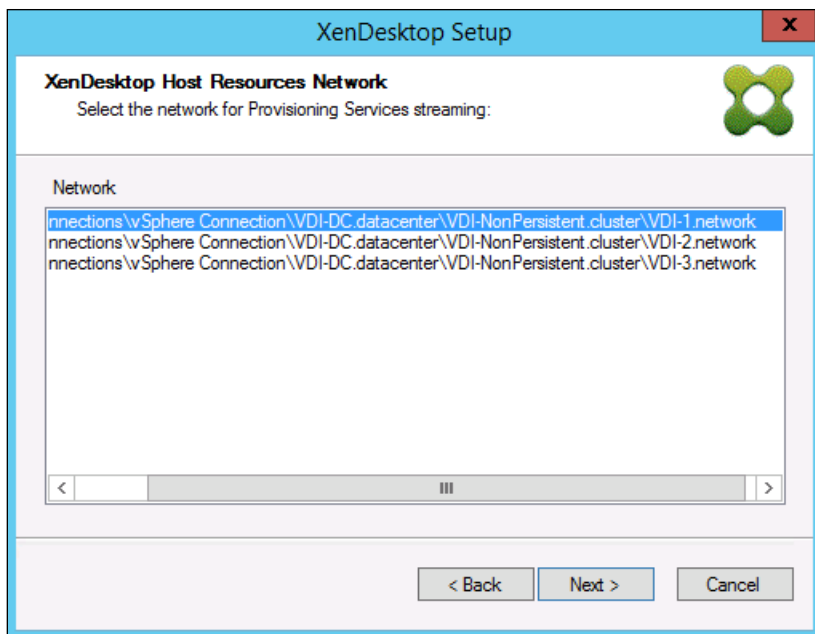 XenDesktop Setup
x
XenDesktop Host Resources Network
Select the network for Provisioning Services streaming:
Network
nnections\vSphere Connection\VDI-DC.datacenter\VDI-NonPersistent.cluster\VDI-1.network
nnections\vSphere Connection\VDI-DC.datacenter\VDI-NonPersistent.cluster\VDI-2.network
nnections\vSphere Connection\VDI-DC.datacenter\VDI-NonPersistent.cluster\VDI-3.network
< Back Next > Cancel